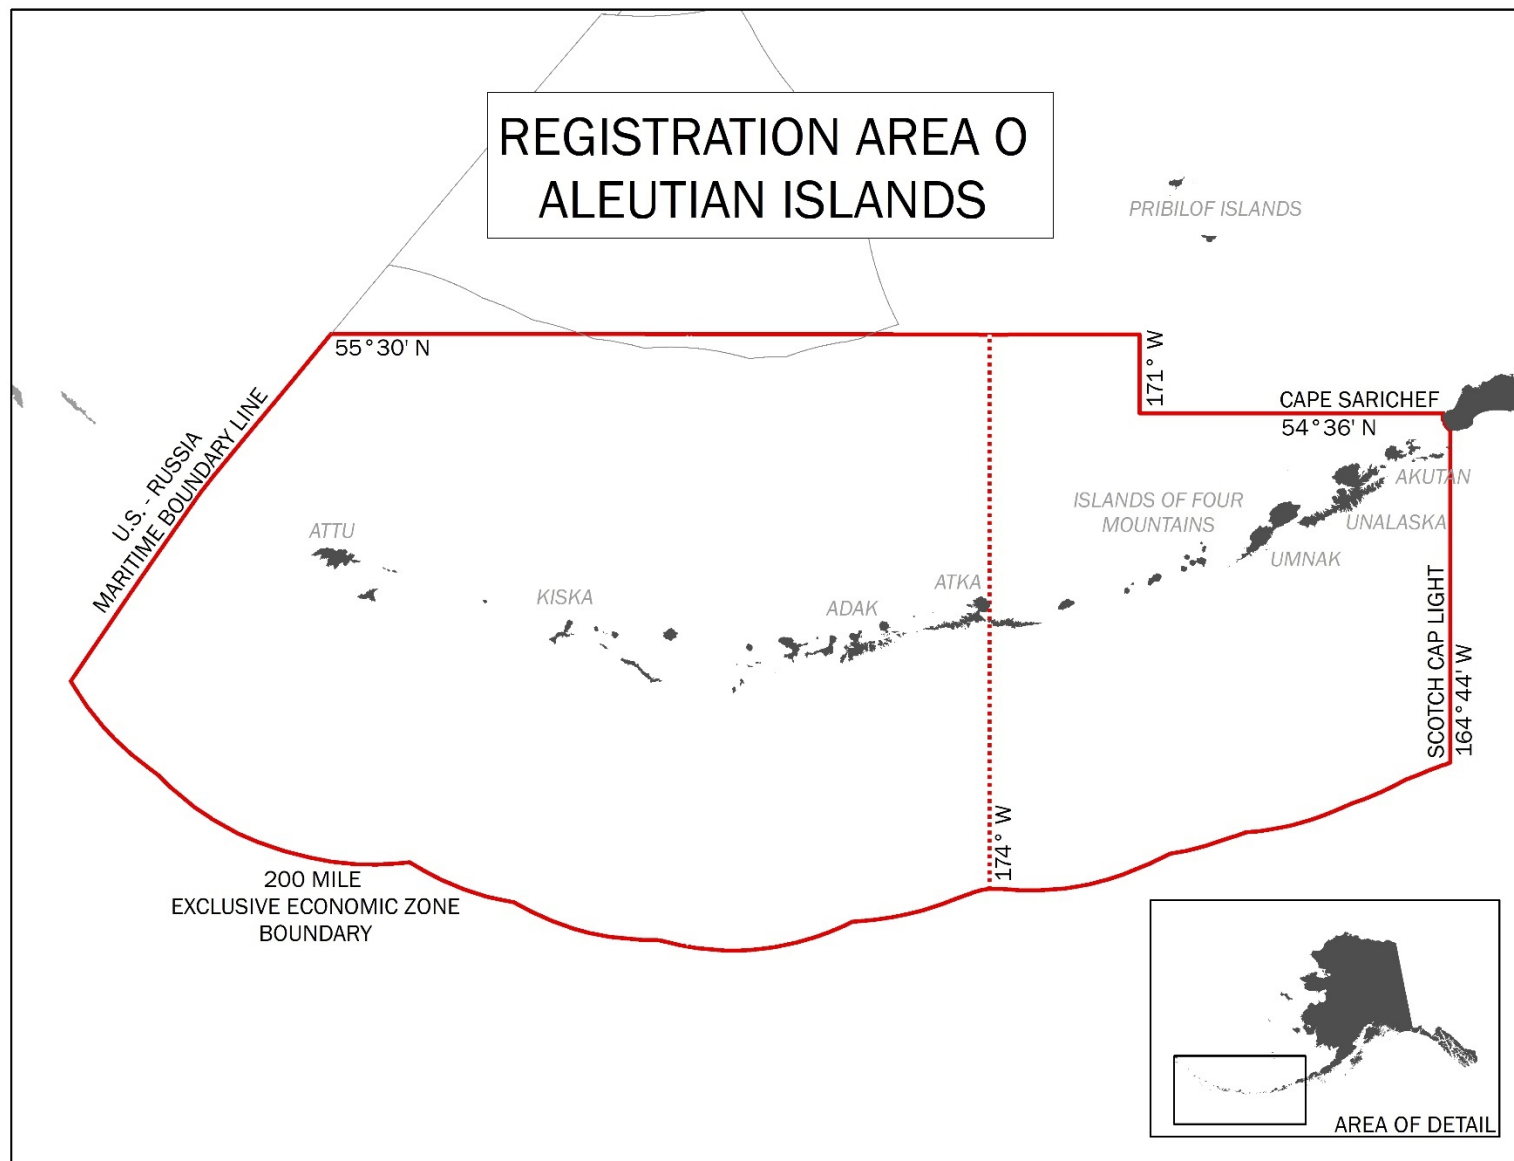 REGISTRATION AREA O
ALEUTIAN ISLANDS
PRIBILOF ISLANDS
55°30' N
171° W
CAPE SARICHEF
54°36' N
U.S. - RUSSIA
MARITIME BOUNDARY LINE
AKUTAN
ISLANDS OF FOUR
MOUNTAINS
UNALASKA
ATTU
UMNAK
KISKA
ADAK
ATKA
SCOTCH CAP LIGHT
164°44' W
174° W
200 MILE
EXCLUSIVE ECONOMIC ZONE
BOUNDARY
AREA OF DETAIL